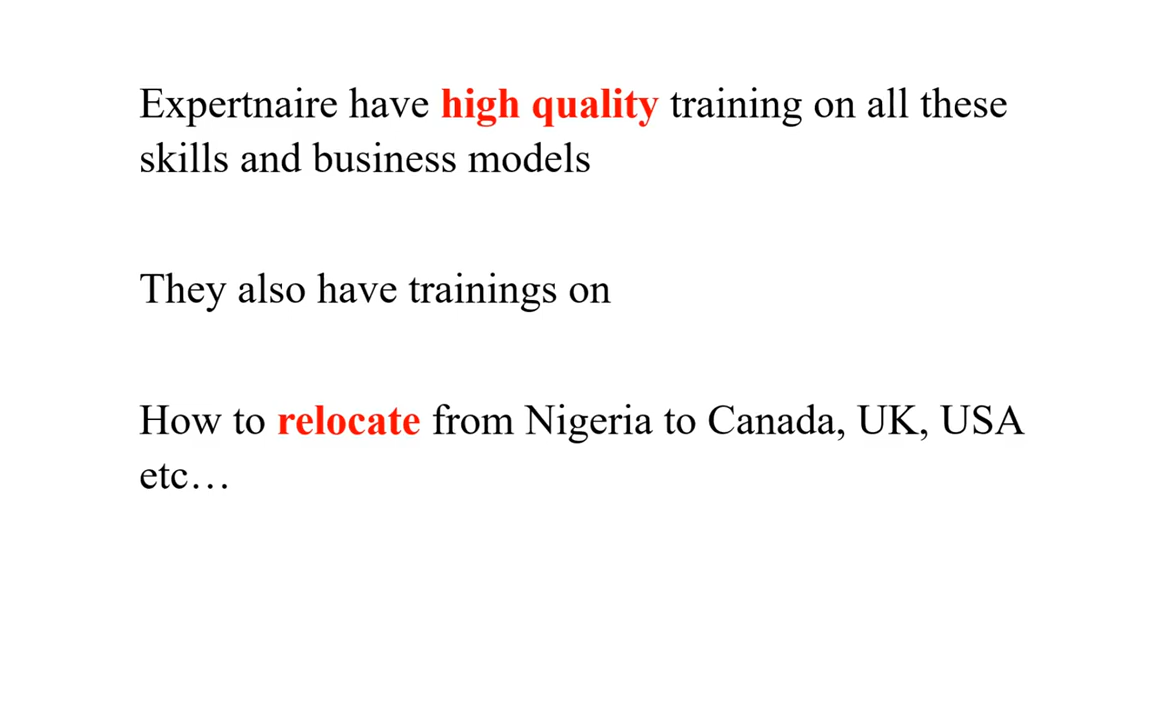 Expertnaire have high quality training on all these
skills and business models
They also have trainings on
How to relocate from Nigeria to Canada, UK, USA
etc…